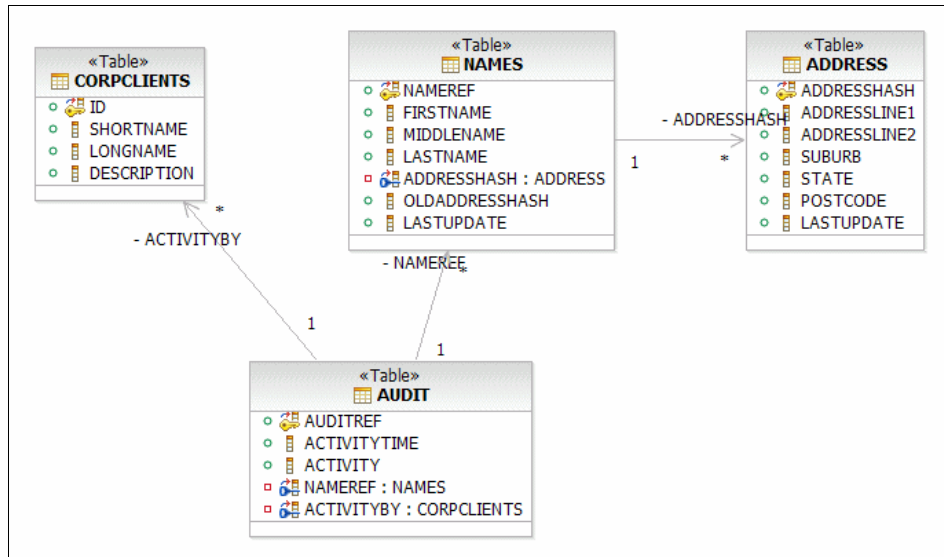 «Table»
CORPCLIENTS
ID
SHORTNAME
LONGNAME
DESCRIPTION
«Table»
NAMES
NAMEREF
FIRSTNAME
MIDDLENAME
LASTNAME
ADDRESSHASH : ADDRESS
OLDADDRESSHASH
LASTUPDATE
«Table»
ADDRESS
ADDRESSHASH
ADDRESSLINE1
ADDRESSLINE2
SUBURB
STATE
POSTCODE
LASTUPDATE
- ADDRESSHASH
1
*
*
- ACTIVITYBY
1
- NAMEREF
*
1
«Table»
AUDIT
AUDITREF
ACTIVITYTIME
ACTIVITY
NAMEREF : NAMES
ACTIVITYBY : CORPCLIENTS